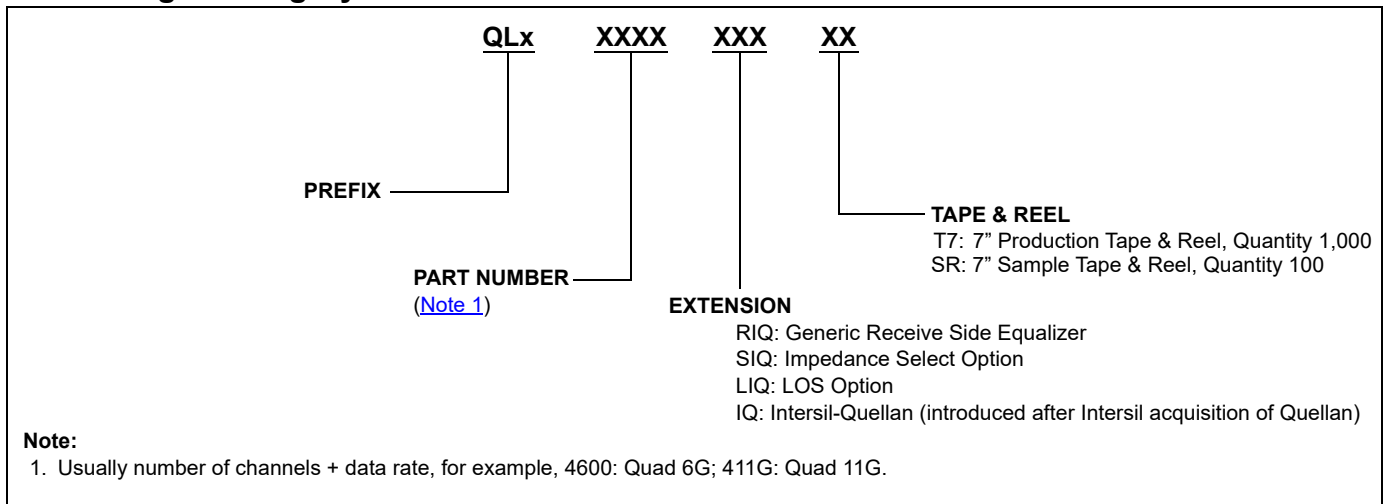 QLx XXXX XXX XX
PREFIX
TAPE & REEL
T7: 7” Production Tape & Reel, Quantity 1,000
SR: 7” Sample Tape & Reel, Quantity 100
PART NUMBER
(Note 1)
EXTENSION
RIQ: Generic Receive Side Equalizer
SIQ: Impedance Select Option
LIQ: LOS Option
IQ: Intersil-Quellan (introduced after Intersil acquisition of Quellan)
Note:
1. Usually number of channels + data rate, for example, 4600: Quad 6G; 411G: Quad 11G.